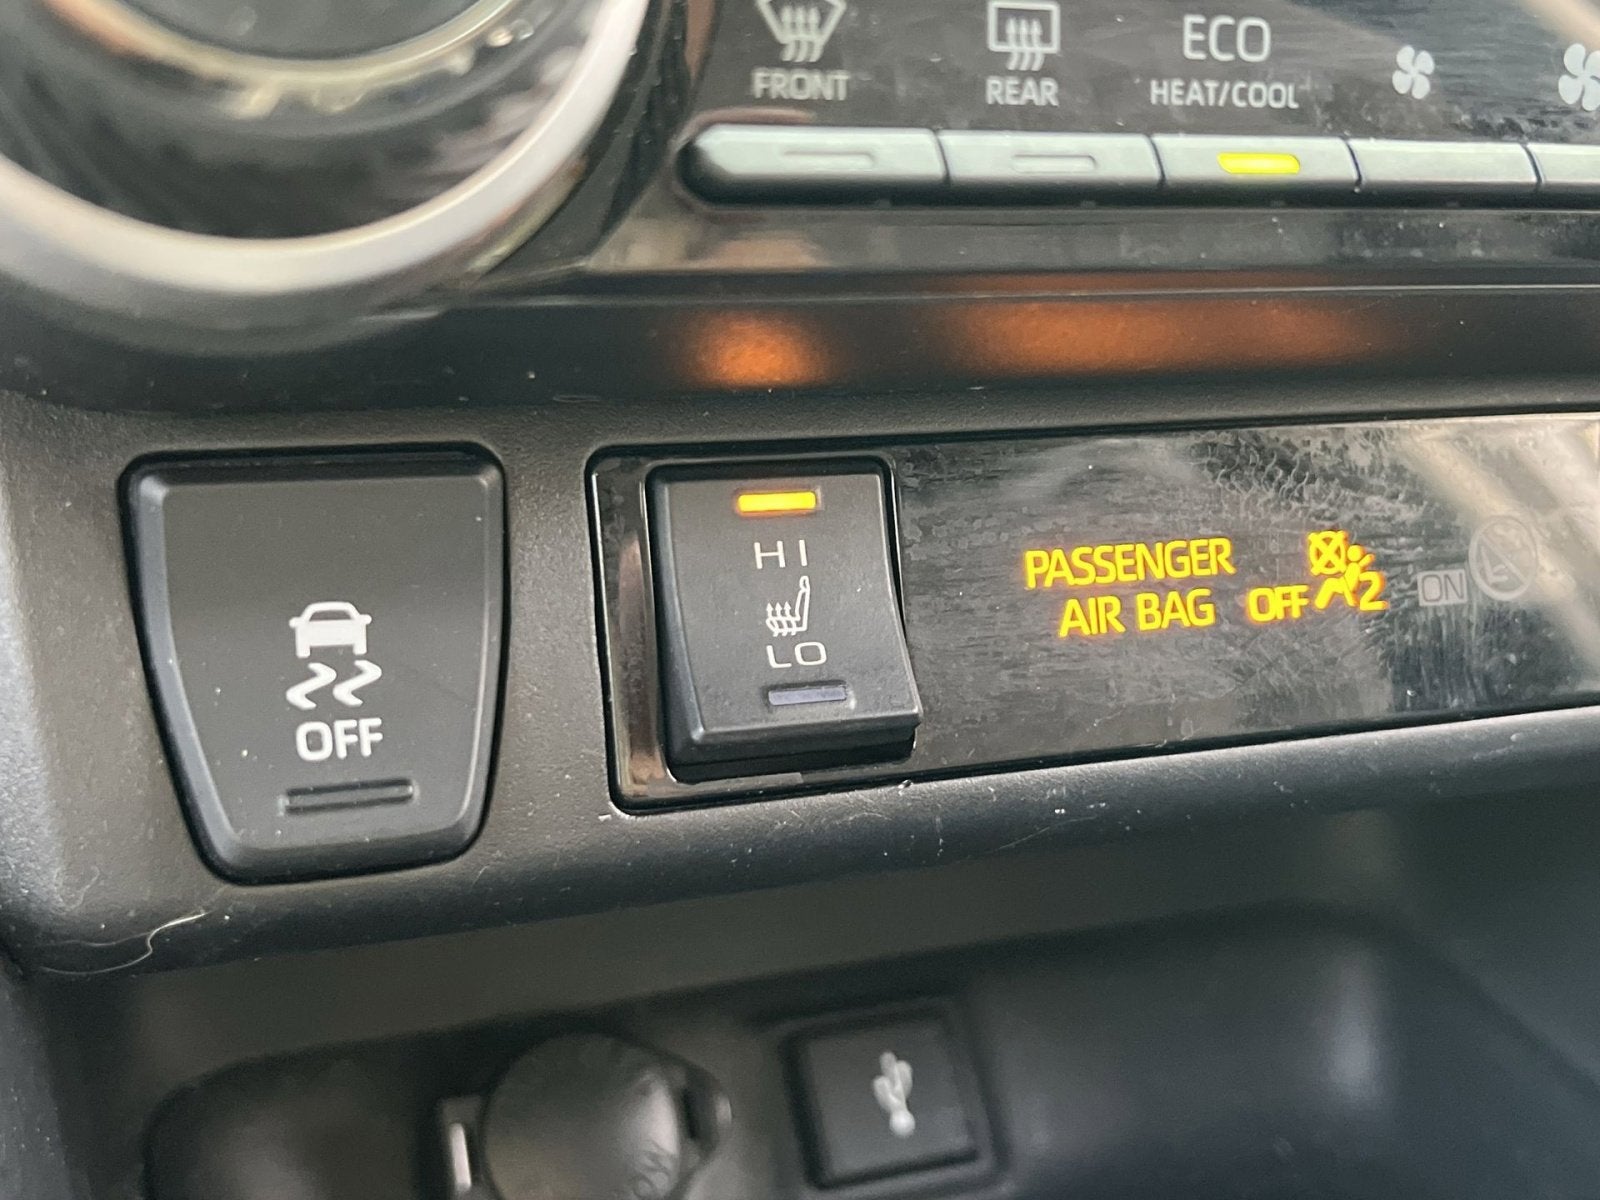 FRONT
REAR
ECO
HEAT/COOL
OFF
HI
LO
PASSENGER
AIR BAG OFF 2
ON